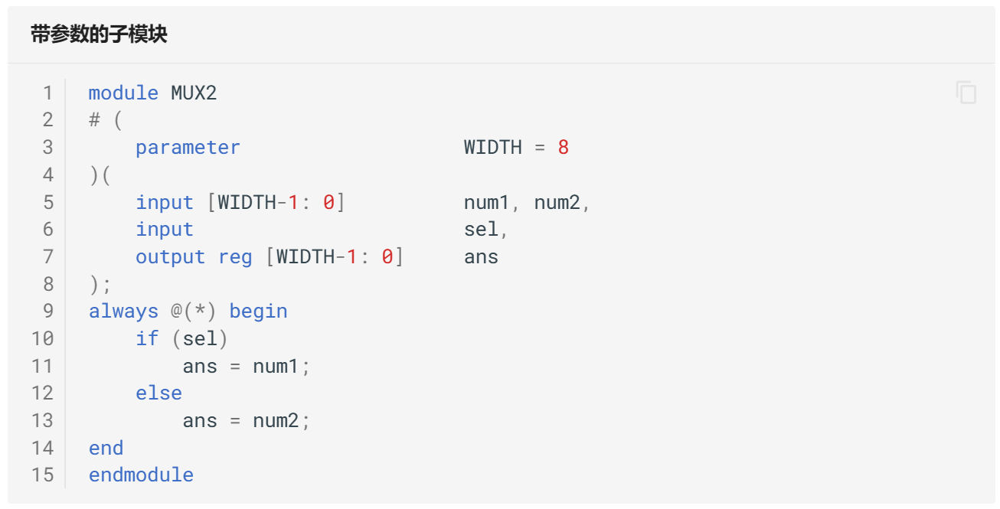 带参数的子模块
1 module MUX2
2 # (
3     parameter                   WIDTH = 8
4 )(
5     input [WIDTH-1: 0]          num1, num2,
6     input                       sel,
7     output reg [WIDTH-1: 0]     ans
8 );
9 always @(*) begin
10     if (sel)
11         ans = num1;
12     else
13         ans = num2;
14 end
15 endmodule